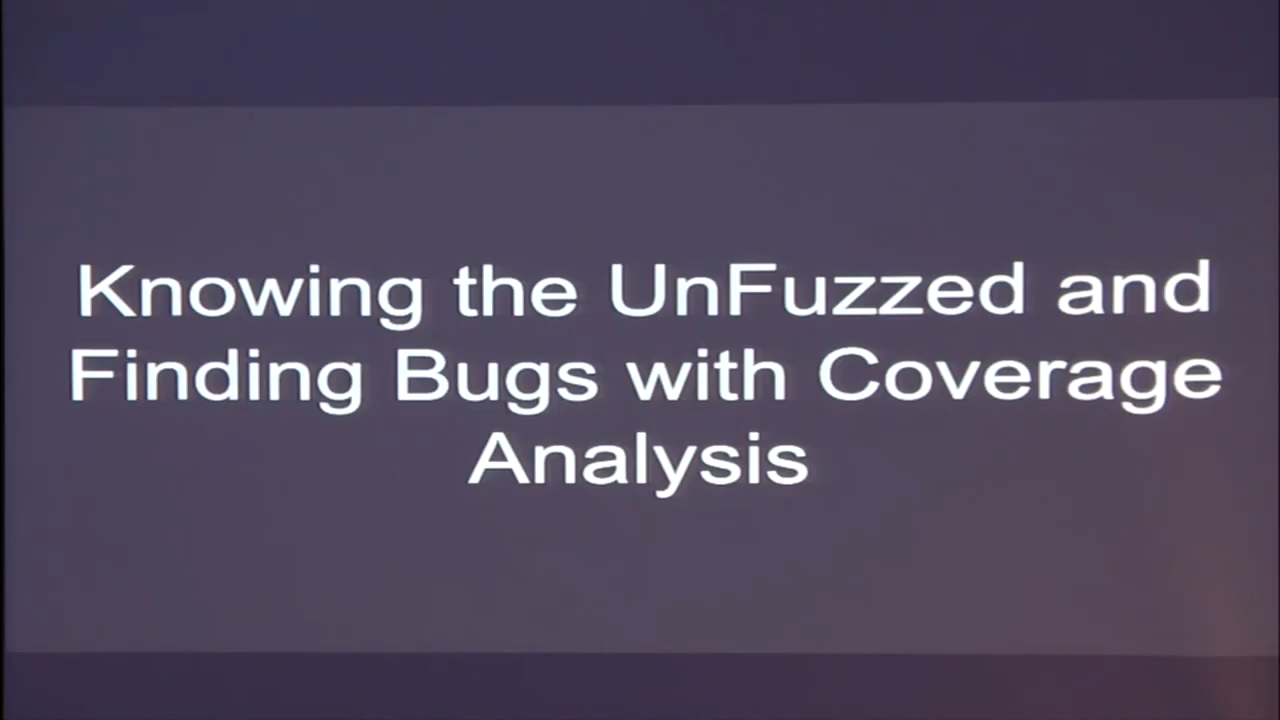 Knowing the UnFuzzed and
Finding Bugs with Coverage
Analysis